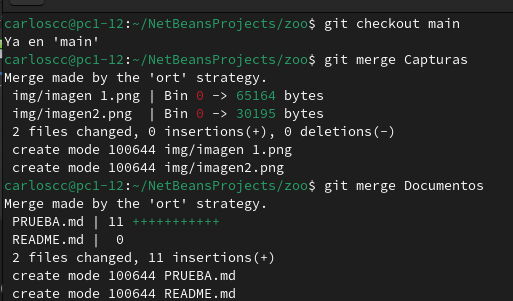 carloscc@pc1-12:~/NetBeansProjects/zoo$ git checkout main
Ya en 'main'
carloscc@pc1-12:~/NetBeansProjects/zoo$ git merge Capturas
Merge made by the 'ort' strategy.
 img/imagen 1.png | Bin 0 -> 65164 bytes
 img/imagen2.png  | Bin 0 -> 30195 bytes
 2 files changed, 0 insertions(+), 0 deletions(-)
 create mode 100644 img/imagen 1.png
 create mode 100644 img/imagen2.png
carloscc@pc1-12:~/NetBeansProjects/zoo$ git merge Documentos
Merge made by the 'ort' strategy.
 PRUEBA.md | 11 +++++++++++
 README.md |  0
 2 files changed, 11 insertions(+)
 create mode 100644 PRUEBA.md
 create mode 100644 README.md